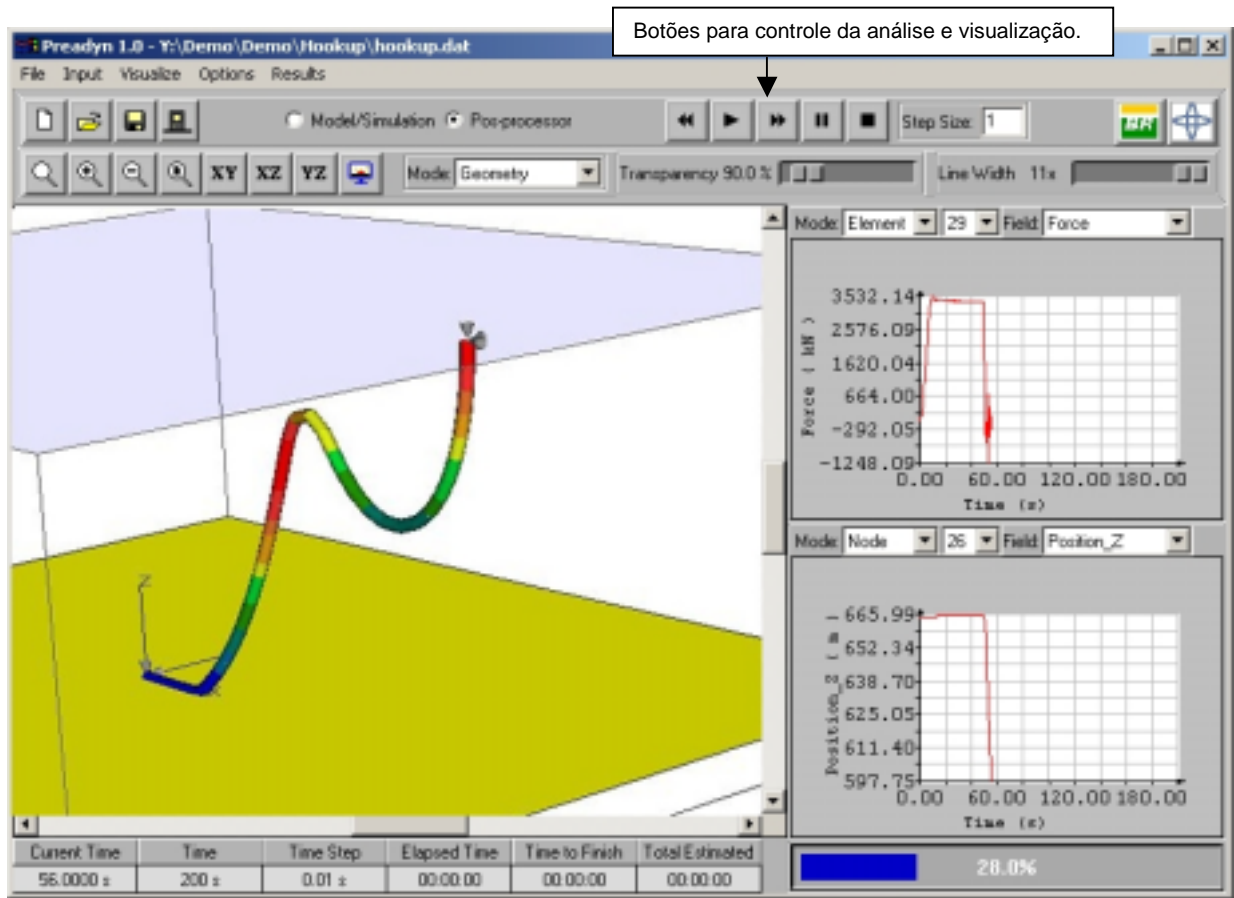 Botões para controle da análise e visualização.
Preadyn 1.0 - Y:\Demo\Demo\Hookup\hookup.dat
File Input Visualize Options Results
Model/Simulation Pos-processor Step Size: 1 BR
XY XZ YZ Mode: Geometry Transparency 90.0 % Line Width 11x
Mode: Element 29 Field: Force
3532.14
2576.09
1620.04
664.00
-292.05
-1248.09
Force ( kN )
0.00 60.00 120.00 180.00
Time (s)
Mode: Node 26 Field: Position_Z
665.99
652.34
638.70
625.05
611.40
597.75
Position_Z ( m )
0.00 60.00 120.00 180.00
Time (s)
Z
X
Current Time Time Time Step Elapsed Time Time to Finish Total Estimated
56.0000 s 200 s 0.01 s 00:00:00 00:00:00 00:00:00
28.0%